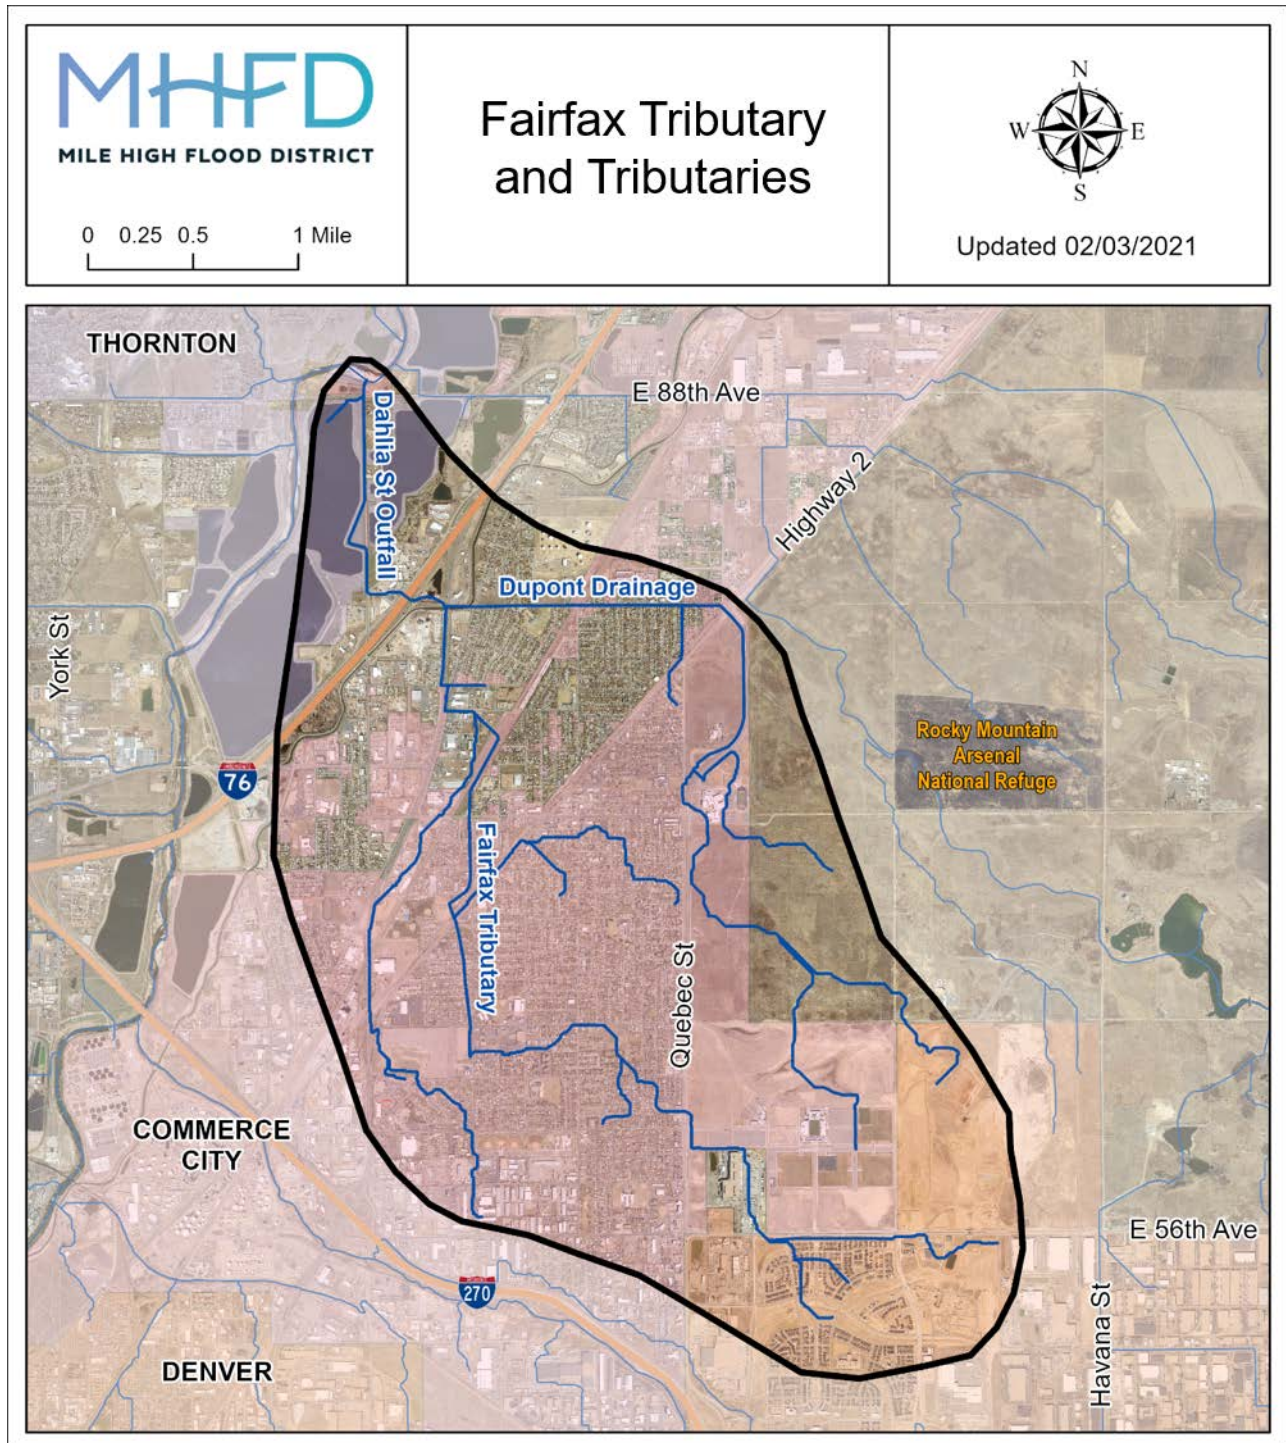 MHFD
MILE HIGH FLOOD DISTRICT
0 0.25 0.5 1 Mile
Fairfax Tributary
and Tributaries
N
W E
S
Updated 02/03/2021
THORNTON
E 88th Ave
Dahlia St Outfall
Highway 2
Dupont Drainage
York St
Rocky Mountain
Arsenal
National Refuge
76
Fairfax Tributary
Quebec St
COMMERCE
CITY
E 56th Ave
270
Havana St
DENVER